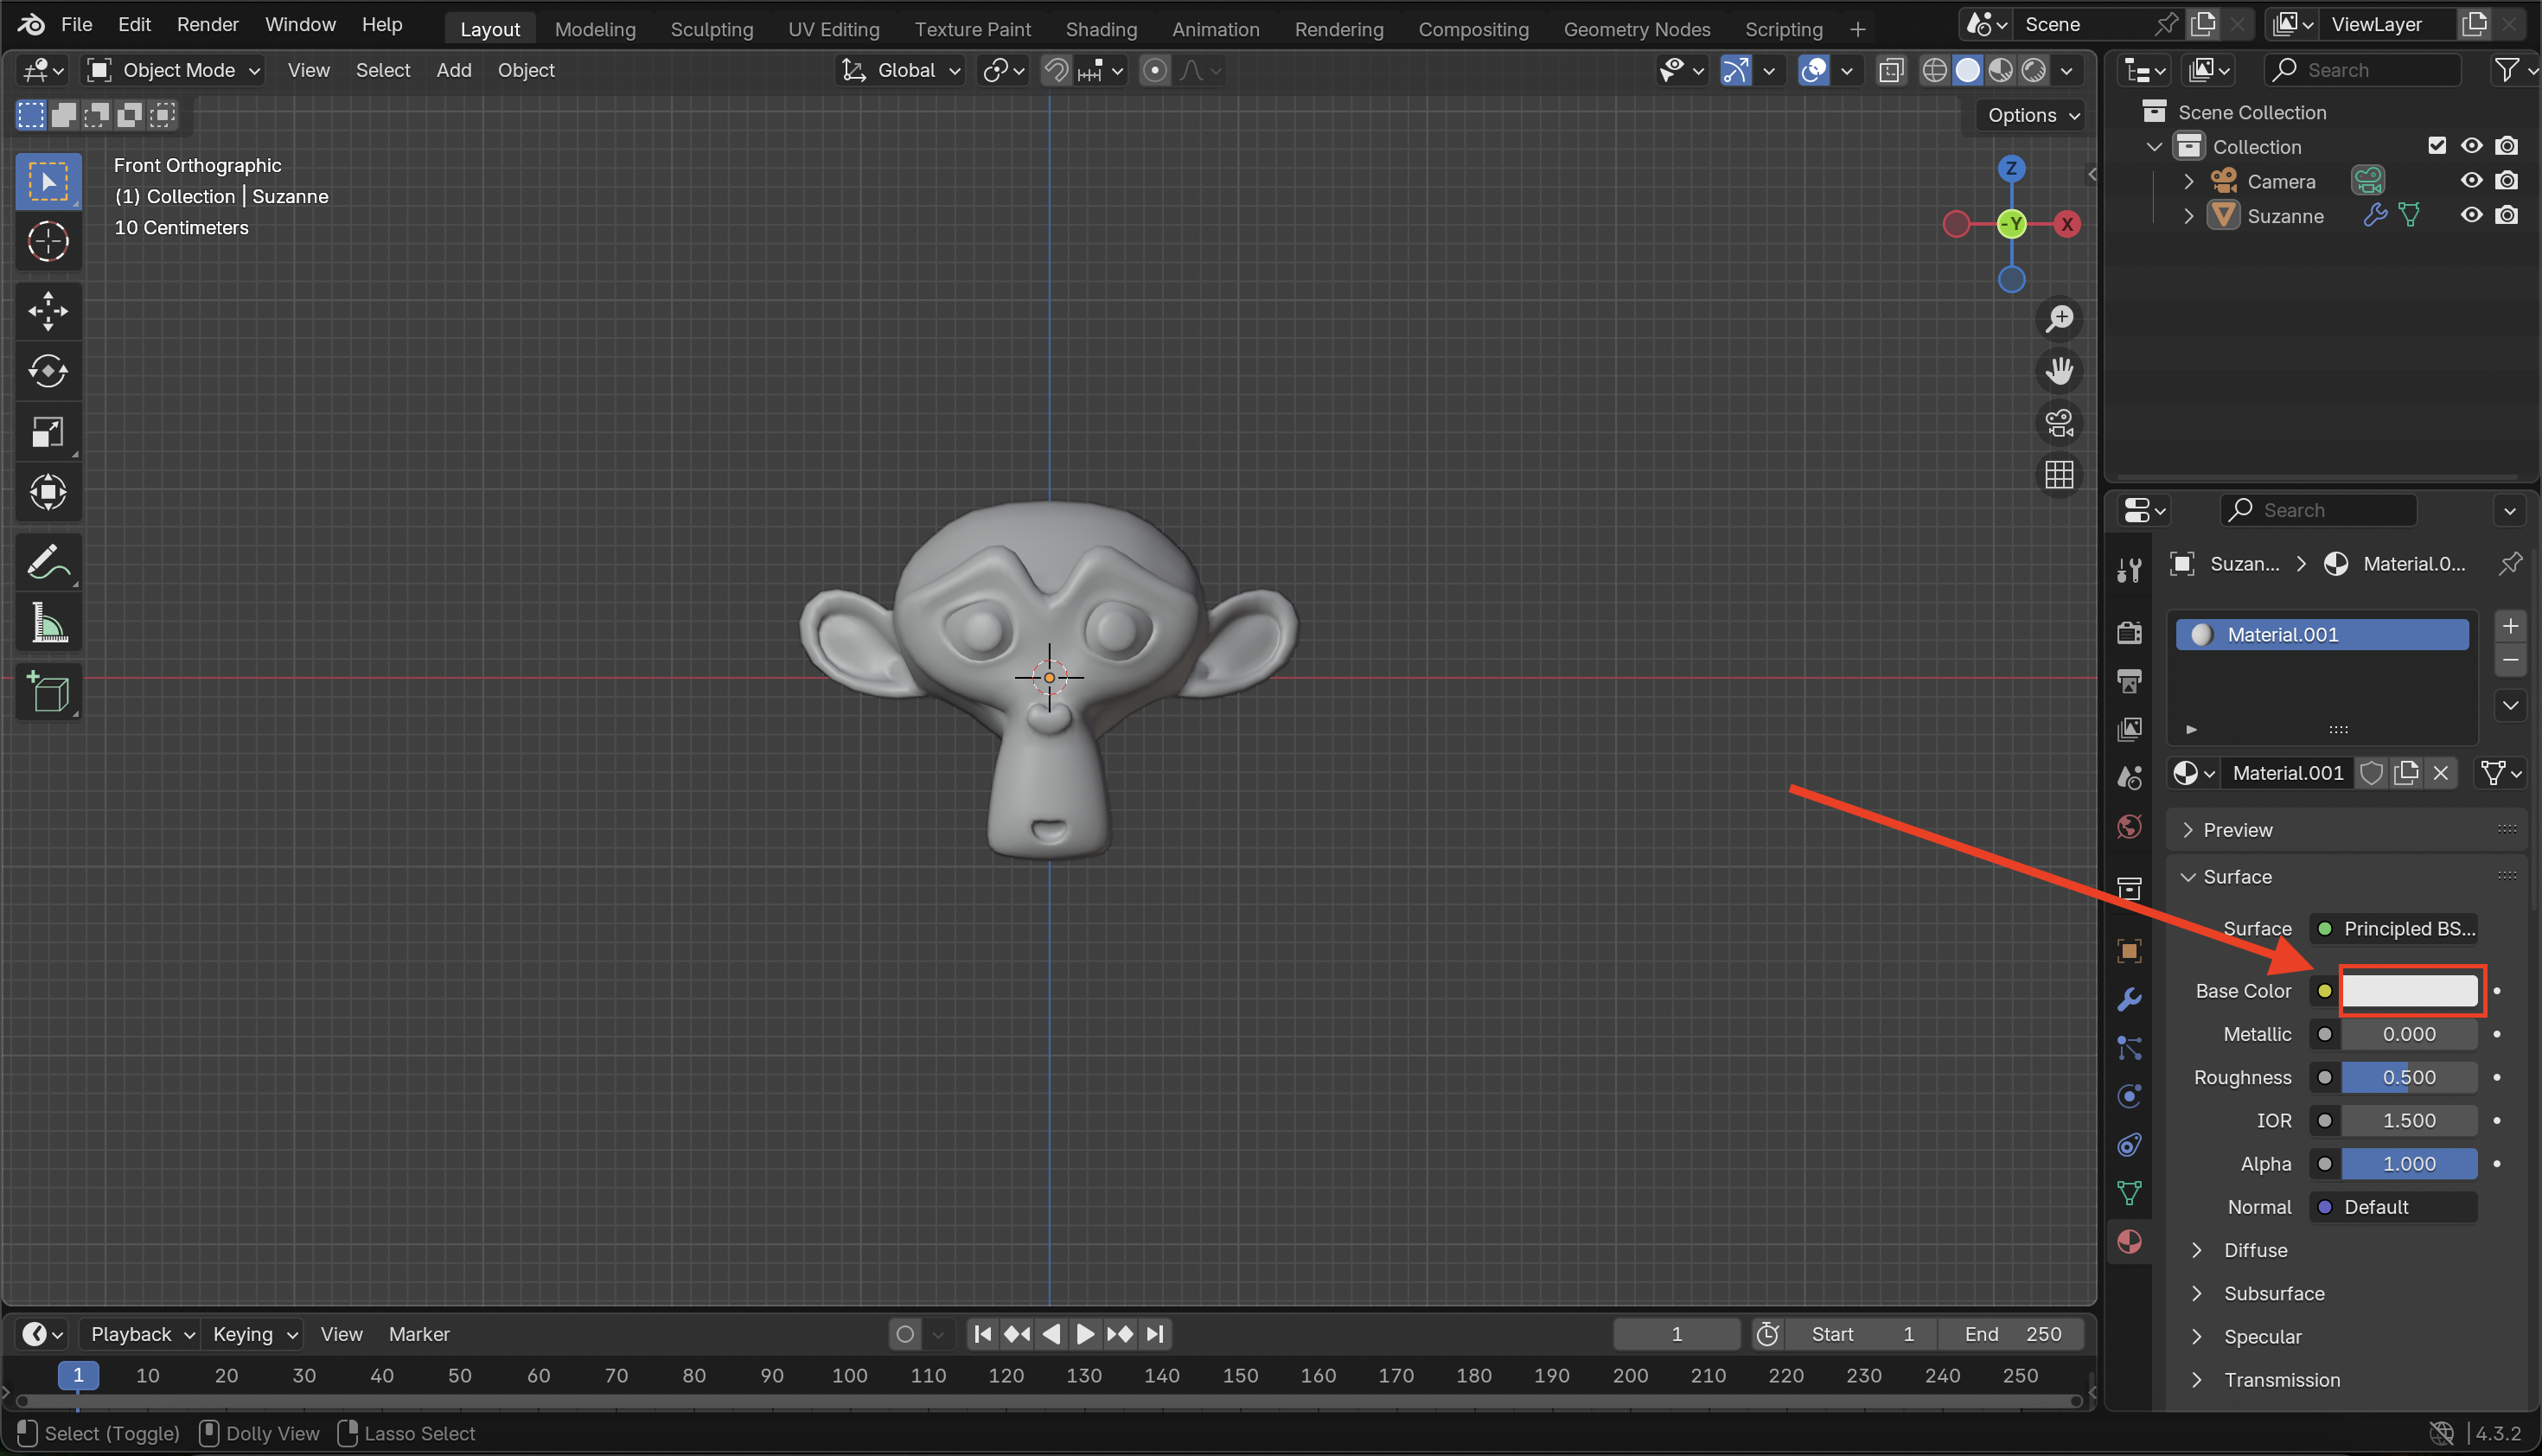 File Edit Render Window Help Layout Modeling Sculpting UV Editing Texture Paint Shading Animation Rendering Compositing Geometry Nodes Scripting + Scene ViewLayer
Object Mode View Select Add Object Global Search
Options
Front Orthographic
(1) Collection | Suzanne
10 Centimeters
Z
-Y
X
Scene Collection
Collection
Camera
Suzanne
Search
Suzan... Material.0...
Material.001
Material.001
Preview
Surface
Surface Principled BS...
Base Color
Metallic 0.000
Roughness 0.500
IOR 1.500
Alpha 1.000
Normal Default
Diffuse
Subsurface
Specular
Transmission
Playback Keying View Marker 1 Start 1 End 250
1 10 20 30 40 50 60 70 80 90 100 110 120 130 140 150 160 170 180 190 200 210 220 230 240 250
Select (Toggle) Dolly View Lasso Select 4.3.2